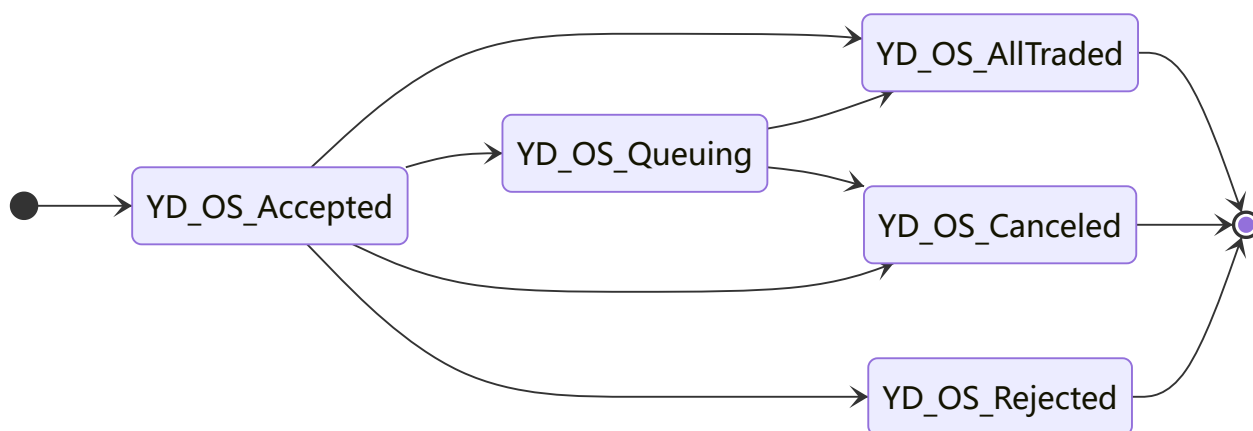 YD_OS_AllTraded
YD_OS_Queuing
YD_OS_Accepted
YD_OS_Canceled
YD_OS_Rejected